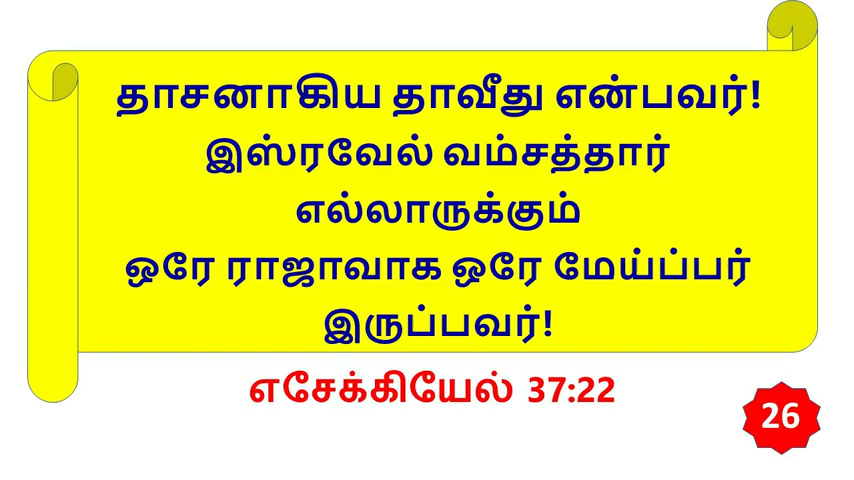 தாசனாகிய தாவீது என்பவர்!
இஸ்ரவேல் வம்சத்தார்
எல்லாருக்கும்
ஒரே ராஜாவாக ஒரே மேய்ப்பர்
இருப்பவர்!
எசேக்கியேல் 37:22
26